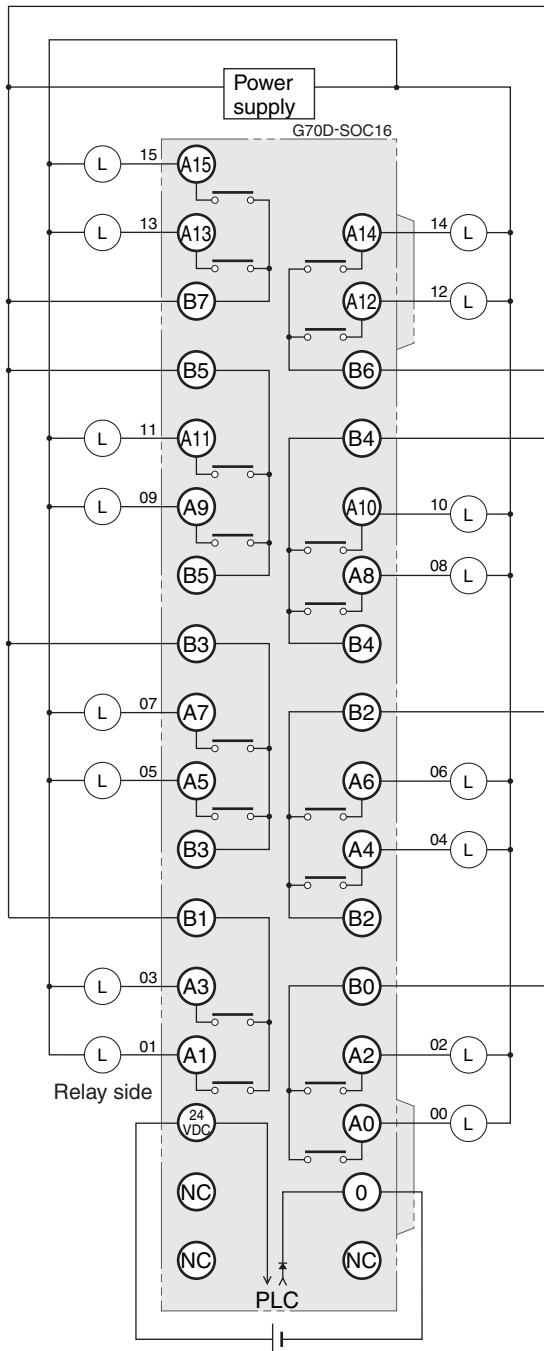 Power
supply
G70D-SOC16
L 15 A15
L 13 A13 A14 14 L
B7 A12 12 L
B5 B6
L 11 A11 B4
L 09 A9 A10 10 L
B5 A8 08 L
B3 B4
L 07 A7 B2
L 05 A5 A6 06 L
B3 A4 04 L
B1 B2
L 03 A3 B0
L 01 A1 A2 02 L
Relay side
24
VDC A0 00 L
NC 0
NC NC
PLC